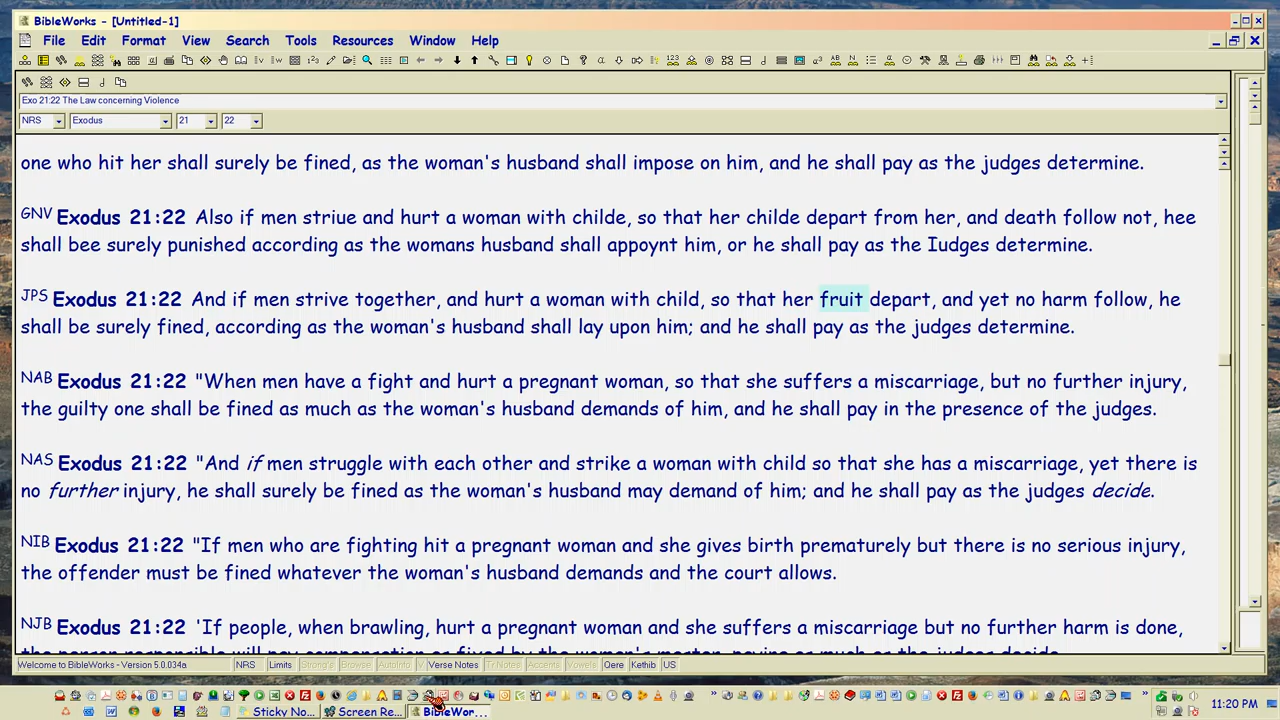 BibleWorks - [Untitled-1]
File Edit Format View Search Tools Resources Window Help
Exo 21:22 The Law concerning Violence
NRS Exodus 21 22
one who hit her shall surely be fined, as the woman's husband shall impose on him, and he shall pay as the judges determine.
GNV Exodus 21:22 Also if men striue and hurt a woman with childe, so that her childe depart from her, and death follow not, hee
shall bee surely punished according as the womans husband shall appoynt him, or he shall pay as the Iudges determine.
JPS Exodus 21:22 And if men strive together, and hurt a woman with child, so that her fruit depart, and yet no harm follow, he
shall be surely fined, according as the woman's husband shall lay upon him; and he shall pay as the judges determine.
NAB Exodus 21:22 "When men have a fight and hurt a pregnant woman, so that she suffers a miscarriage, but no further injury,
the guilty one shall be fined as much as the woman's husband demands of him, and he shall pay in the presence of the judges.
NAS Exodus 21:22 "And if men struggle with each other and strike a woman with child so that she has a miscarriage, yet there is
no further injury, he shall surely be fined as the woman's husband may demand of him; and he shall pay as the judges decide.
NIB Exodus 21:22 "If men who are fighting hit a pregnant woman and she gives birth prematurely but there is no serious injury,
the offender must be fined whatever the woman's husband demands and the court allows.
NJB Exodus 21:22 'If people, when brawling, hurt a pregnant woman and she suffers a miscarriage but no further harm is done,
Welcome to BibleWorks - Version 5.0.034a NRS Limits Strong's Browse AutoInfo V Verse Notes Tr.Notes Accents Vowels Qere Kethib US
Sticky No... Screen Re... BibleWor... 11:20 PM